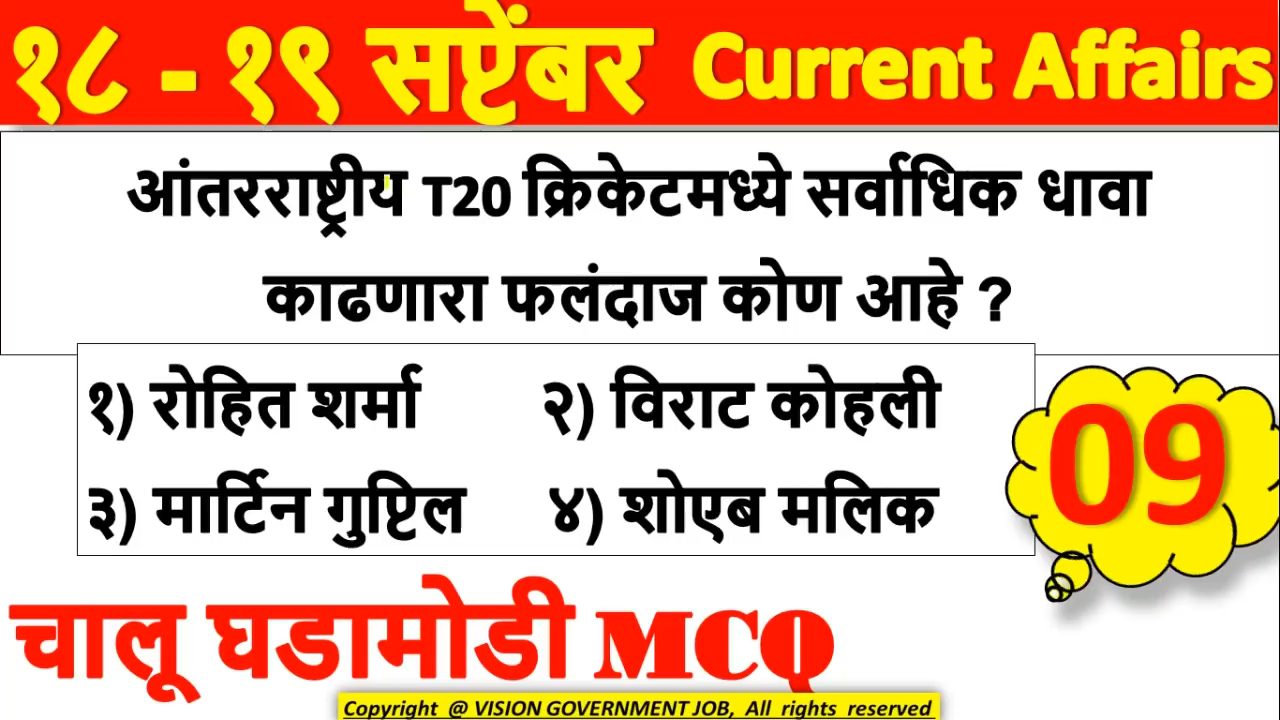 १८ - १९ सप्टेंबर Current Affairs
आंतरराष्ट्रीय T20 क्रिकेटमध्ये सर्वाधिक धावा
काढणारा फलंदाज कोण आहे ?
१) रोहित शर्मा २) विराट कोहली
३) मार्टिन गुप्टिल ४) शोएब मलिक
09
चालू घडामोडी MCQ
Copyright @ VISION GOVERNMENT JOB, All rights reserved